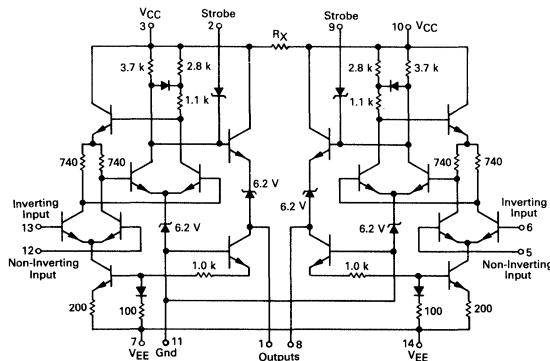 VCC
3
Strobe
2
RX
Strobe
9
VCC
10
3.7 k
2.8 k
1.1 k
2.8 k
3.7 k
1.1 k
740
740
740
740
6.2 V
6.2 V
6.2 V
6.2 V
Inverting
Input
13
12
Non-Inverting
Input
Inverting
Input
6
5
Non-Inverting
Input
1.0 k
1.0 k
200
100
100
200
7
VEE
11
Gnd
1
8
Outputs
14
VEE